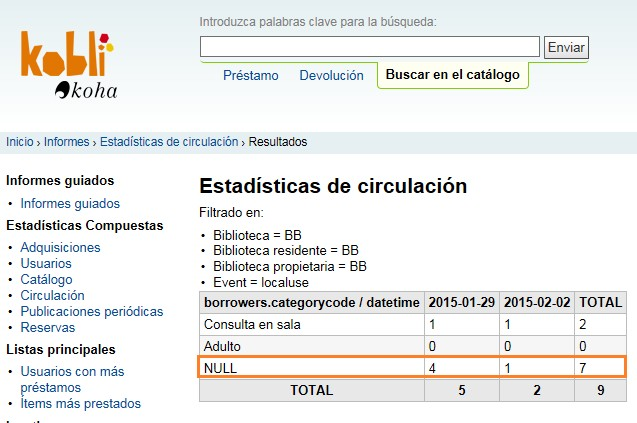 Introduzca palabras clave para la búsqueda:
kobli
koha
Enviar
Préstamo Devolución Buscar en el catálogo
Inicio › Informes › Estadísticas de circulación › Resultados
Informes guiados
• Informes guiados
Estadísticas Compuestas
• Adquisiciones
• Usuarios
• Catálogo
• Circulación
• Publicaciones periódicas
• Reservas
Listas principales
• Usuarios con más
préstamos
• Ítems más prestados
Estadísticas de circulación
Filtrado en:
• Biblioteca = BB
• Biblioteca residente = BB
• Biblioteca propietaria = BB
• Event = localuse
borrowers.categorycode / datetime 2015-01-29 2015-02-02 TOTAL
Consulta en sala 1 1 2
Adulto 0 0 0
NULL 4 1 7
TOTAL 5 2 9